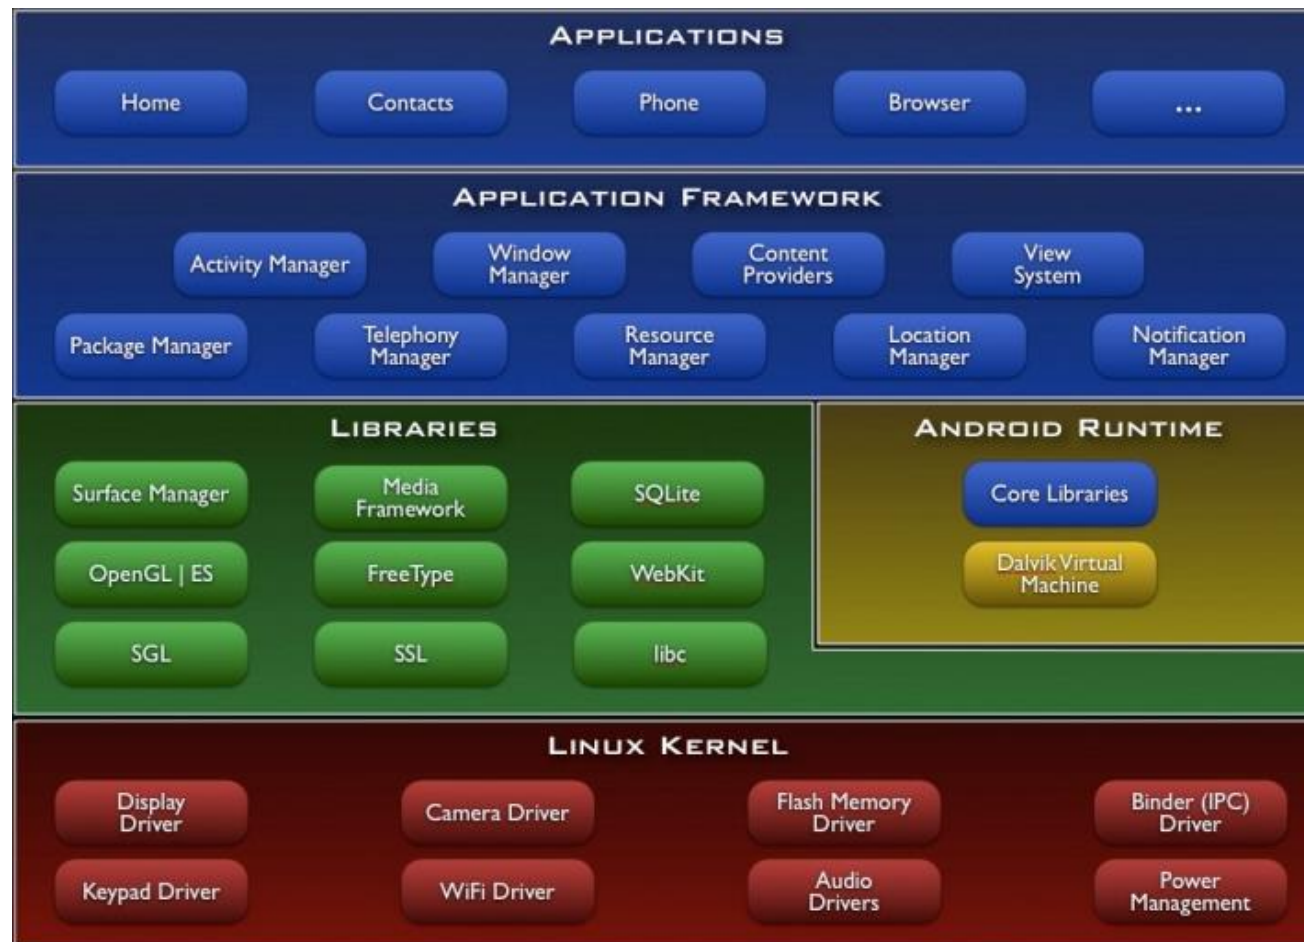 APPLICATIONS
Home
Contacts
Phone
Browser
...
APPLICATION FRAMEWORK
Activity Manager
Window
Manager
Content
Providers
View
System
Package Manager
Telephony
Manager
Resource
Manager
Location
Manager
Notification
Manager
LIBRARIES
Surface Manager
Media
Framework
SQLite
OpenGL | ES
FreeType
WebKit
SGL
SSL
libc
ANDROID RUNTIME
Core Libraries
Dalvik Virtual
Machine
LINUX KERNEL
Display
Driver
Camera Driver
Flash Memory
Driver
Binder (IPC)
Driver
Keypad Driver
WiFi Driver
Audio
Drivers
Power
Management